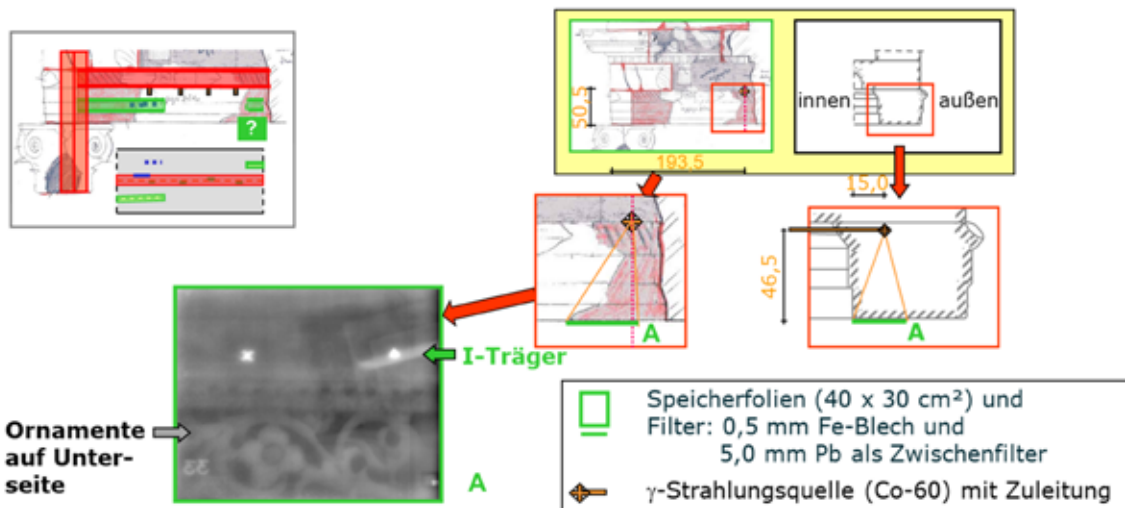 ?
50,5
193,5
innen
außen
15,0
46,5
A
A
I-Träger
Ornamente
auf Unter-
seite
A
Speicherfolien (40 x 30 cm²) und
Filter: 0,5 mm Fe-Blech und
5,0 mm Pb als Zwischenfilter
γ-Strahlungsquelle (Co-60) mit Zuleitung